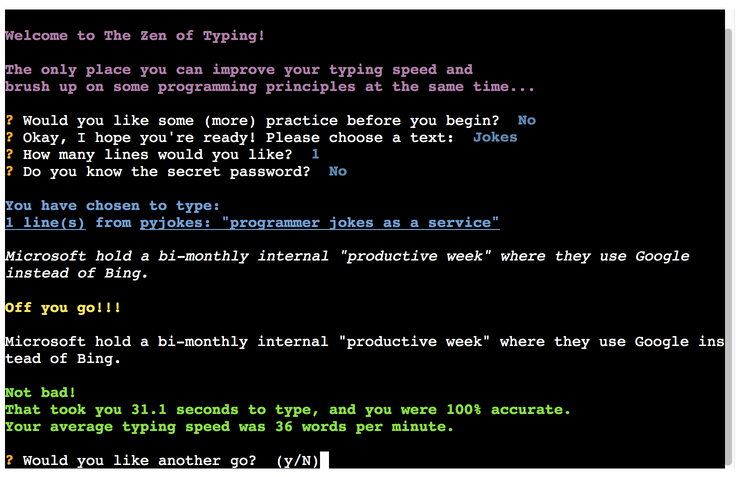 Welcome to The Zen of Typing!
The only place you can improve your typing speed and
brush up on some programming principles at the same time...
? Would you like some (more) practice before you begin?  No
? Okay, I hope you're ready! Please choose a text:  Jokes
? How many lines would you like?  1
? Do you know the secret password?  No
You have chosen to type:
1 line(s) from pyjokes: "programmer jokes as a service"
Microsoft hold a bi-monthly internal "productive week" where they use Google
instead of Bing.
Off you go!!!
Microsoft hold a bi-monthly internal "productive week" where they use Google ins
tead of Bing.
Not bad!
That took you 31.1 seconds to type, and you were 100% accurate.
Your average typing speed was 36 words per minute.
? Would you like another go?  (y/N)